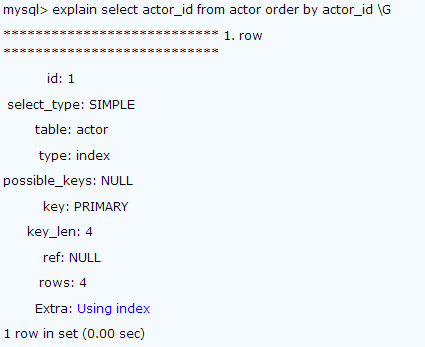 mysql> explain select actor_id from actor order by actor_id \G
*************************** 1. row
***************************
id: 1
select_type: SIMPLE
table: actor
type: index
possible_keys: NULL
key: PRIMARY
key_len: 4
ref: NULL
rows: 4
Extra: Using index
1 row in set (0.00 sec)